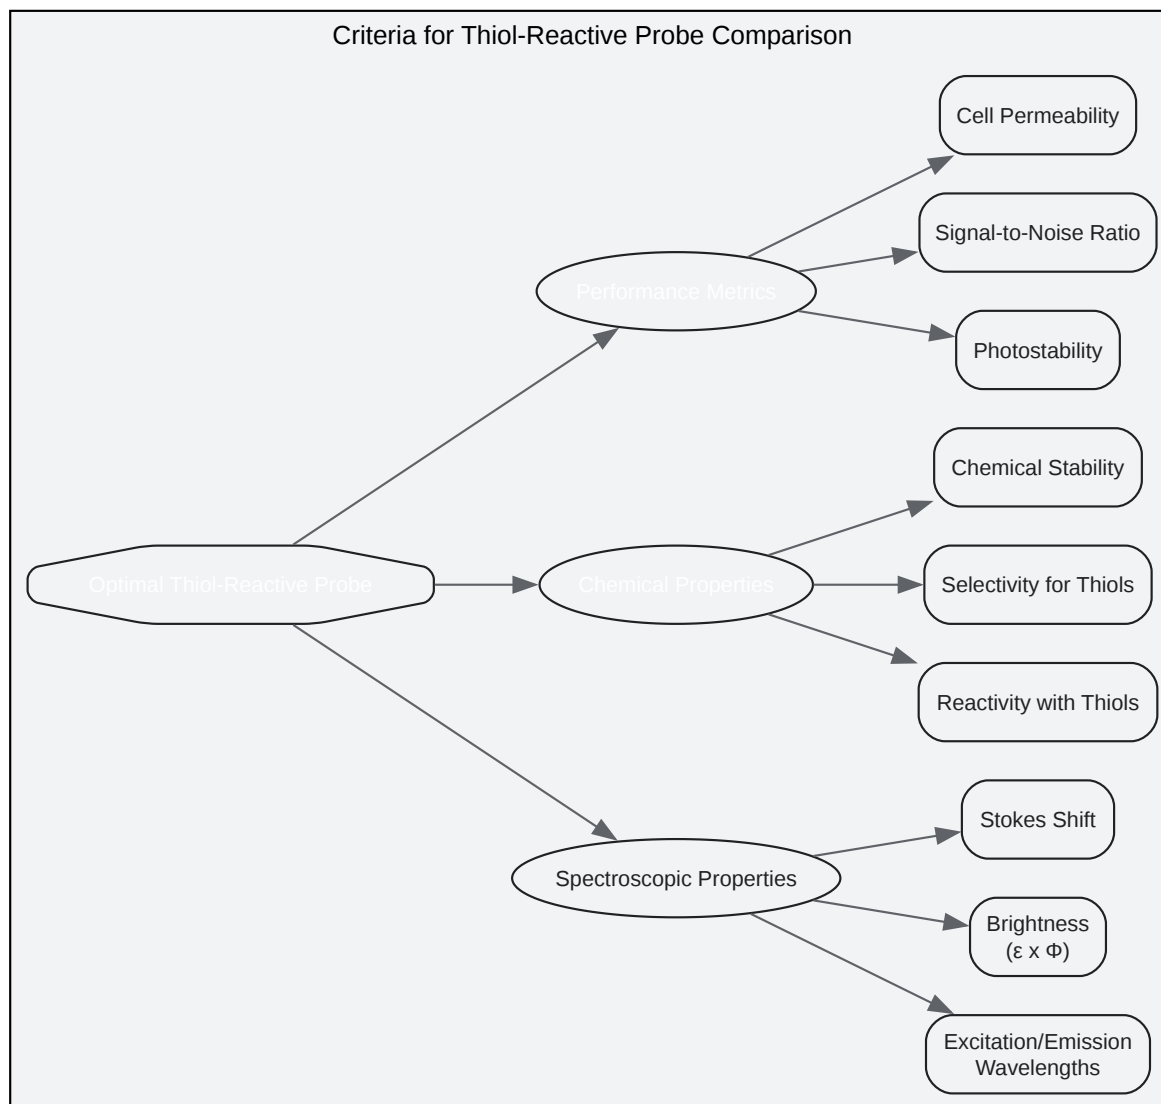 Criteria for Thiol-Reactive Probe Comparison
Cell Permeability
Signal-to-Noise Ratio
Performance Metrics
Photostability
Chemical Stability
Optimal Thiol-Reactive Probe
Chemical Properties
Selectivity for Thiols
Reactivity with Thiols
Stokes Shift
Spectroscopic Properties
Brightness
(ε x Φ)
Excitation/Emission
Wavelengths